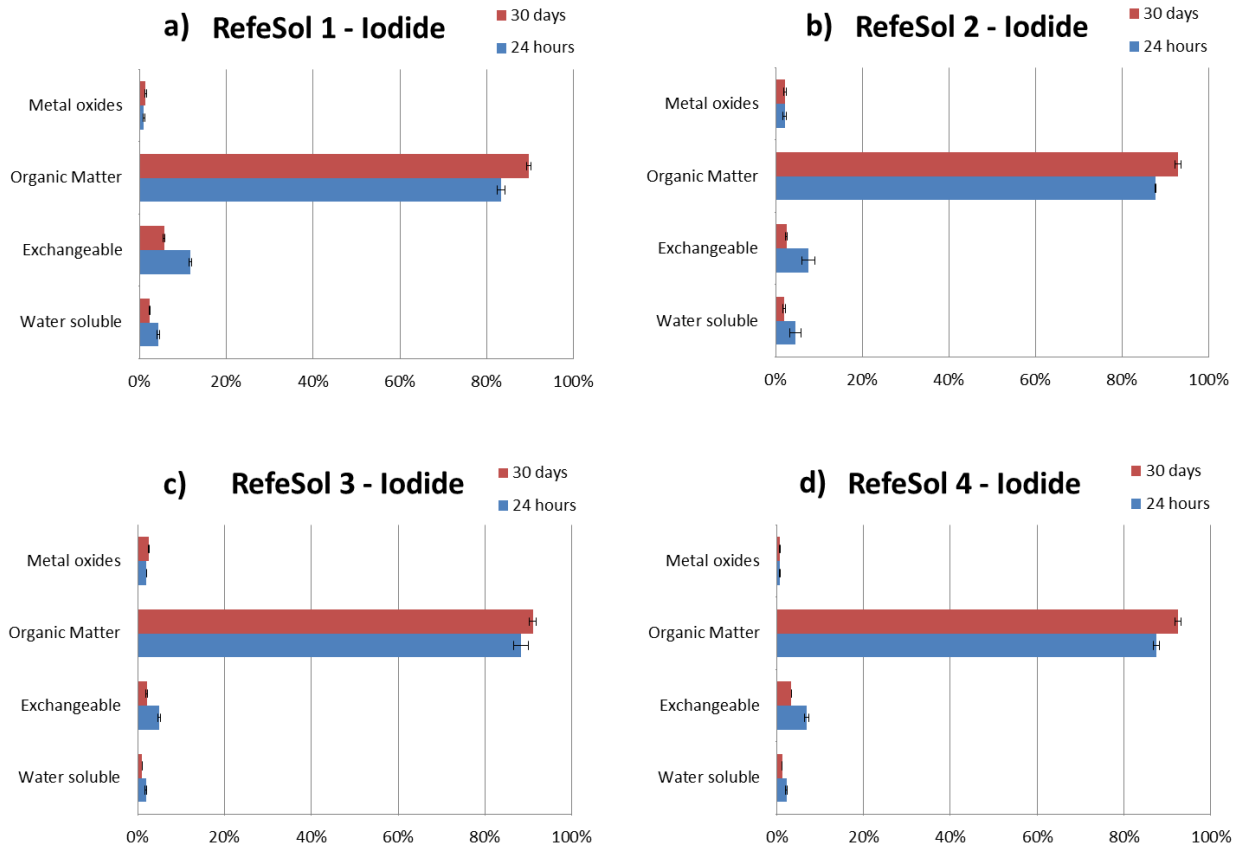 a) RefeSol 1 - Iodide
30 days
24 hours
Metal oxides
Organic Matter
Exchangeable
Water soluble
0% 20% 40% 60% 80% 100%
b) RefeSol 2 - Iodide
30 days
24 hours
Metal oxides
Organic Matter
Exchangeable
Water soluble
0% 20% 40% 60% 80% 100%
c) RefeSol 3 - Iodide
30 days
24 hours
Metal oxides
Organic Matter
Exchangeable
Water soluble
0% 20% 40% 60% 80% 100%
d) RefeSol 4 - Iodide
30 days
24 hours
Metal oxides
Organic Matter
Exchangeable
Water soluble
0% 20% 40% 60% 80% 100%